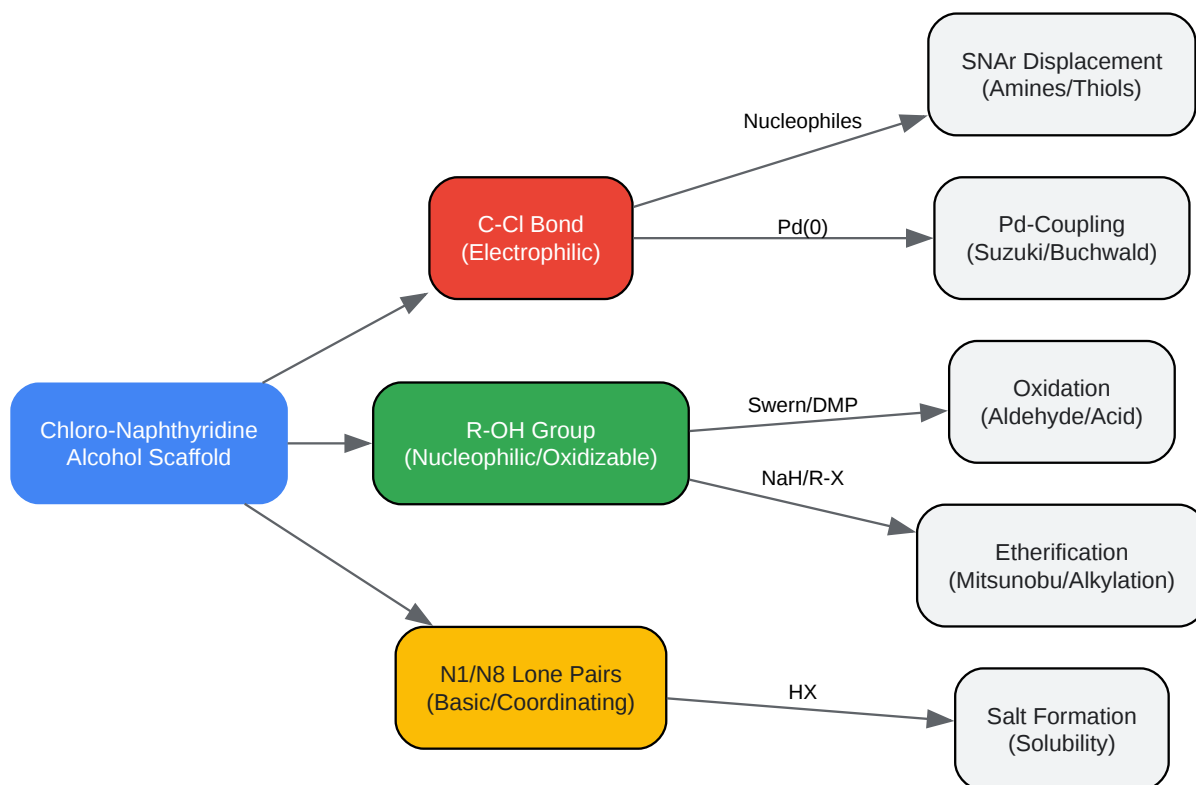 SNAr Displacement
(Amines/Thiols)
Nucleophiles
C-Cl Bond
(Electrophilic)
Pd(0)
Pd-Coupling
(Suzuki/Buchwald)
Chloro-Naphthyridine
Alcohol Scaffold
R-OH Group
(Nucleophilic/Oxidizable)
Swern/DMP
Oxidation
(Aldehyde/Acid)
NaH/R-X
Etherification
(Mitsunobu/Alkylation)
N1/N8 Lone Pairs
(Basic/Coordinating)
HX
Salt Formation
(Solubility)